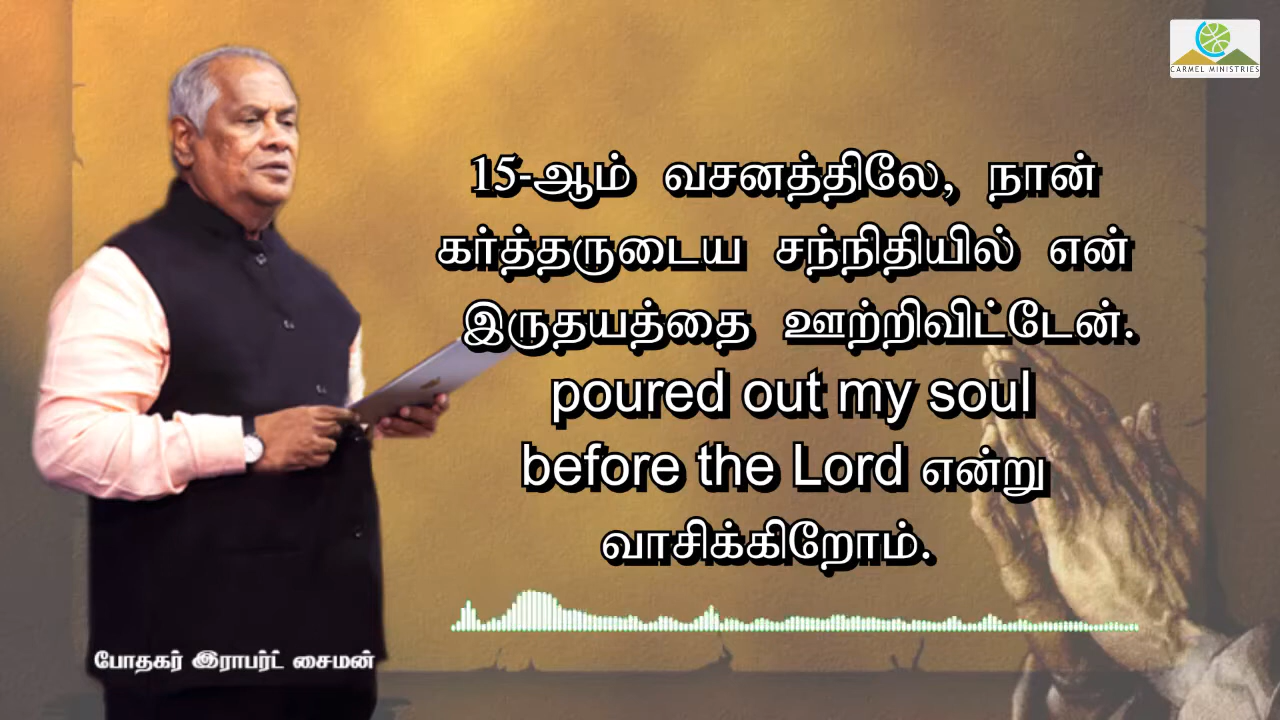 CARMEL MINISTRIES
15-ஆம் வசனத்திலே, நான்
கர்த்தருடைய சந்நிதியில் என்
இருதயத்தை ஊற்றிவிட்டேன்.
poured out my soul
before the Lord என்று
வாசிக்கிறோம்.
போதகர் இராபர்ட் சைமன்